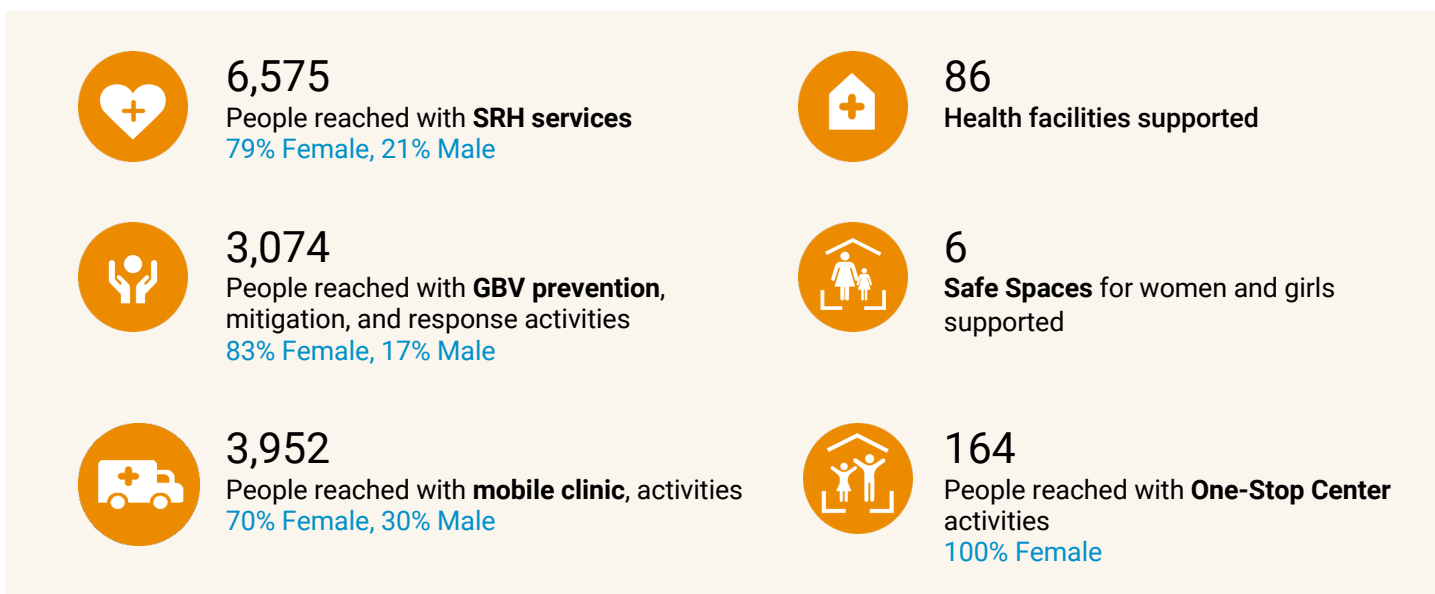 6,575
People reached with SRH services
79% Female, 21% Male
3,074
People reached with GBV prevention,
mitigation, and response activities
83% Female, 17% Male
3,952
People reached with mobile clinic, activities
70% Female, 30% Male
86
Health facilities supported
6
Safe Spaces for women and girls
supported
164
People reached with One-Stop Center
activities
100% Female